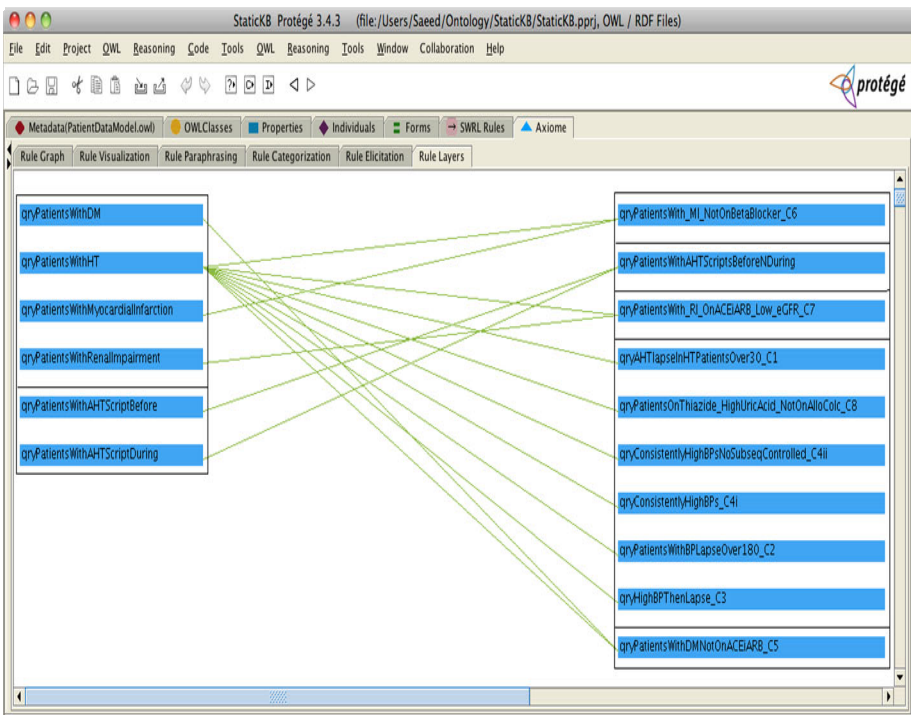 StaticKB Protégé 3.4.3 (file:/Users/Saeed/Ontology/StaticKB/StaticKB.pprj, OWL / RDF Files)
File Edit Project OWL Reasoning Code Tools OWL Reasoning Tools Window Collaboration Help
protégé
Metadata(PatientDataModel.owl) OWLClasses Properties Individuals Forms SWRL Rules Axiome
Rule Graph Rule Visualization Rule Paraphrasing Rule Categorization Rule Elicitation Rule Layers
qryPatientsWithDM
qryPatientsWithHT
qryPatientsWithMyocardialInfarction
qryPatientsWithRenalImpairment
qryPatientsWithAHTScriptBefore
qryPatientsWithAHTScriptDuring
qryPatientsWith_MI_NotOnBetaBlocker_C6
qryPatientsWithAHTScriptsBeforeNDuring
qryPatientsWith_RI_OnACEiARB_Low_eGFR_C7
qryAHTlapseInHTPatientsOver30_C1
qryPatientsOnThiazide_HighUricAcid_NotOnAlloColc_C8
qryConsistentlyHighBPsNoSubseqControlled_C4ii
qryConsistentlyHighBPs_C4i
qryPatientsWithBPLapseOver180_C2
qryHighBPThenLapse_C3
qryPatientsWithDMNotOnACEiARB_C5